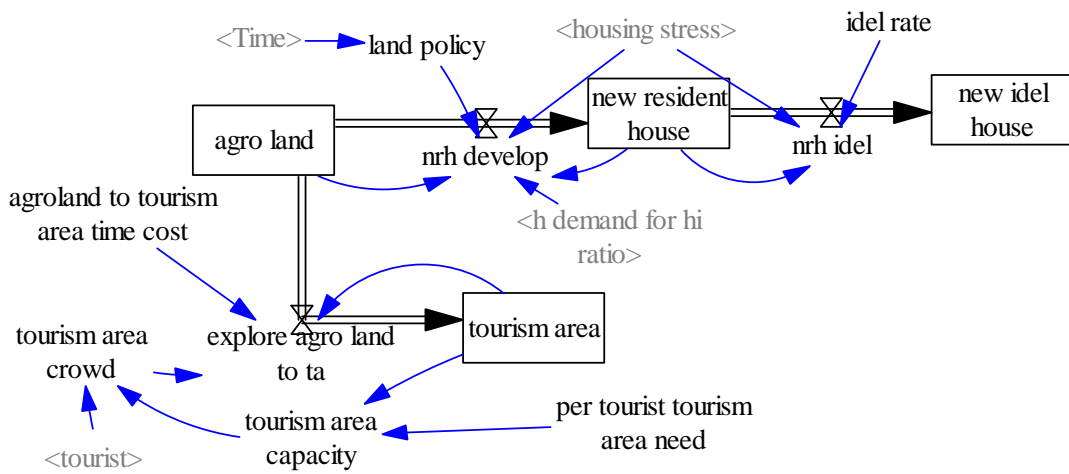 <Time>
land policy
<housing stress>
idel rate
agro land
new resident
house
new idel
house
nrh develop
nrh idel
agroland to tourism
area time cost
<h demand for hi
ratio>
tourism area
crowd
explore agro land
to ta
tourism area
tourism area
capacity
per tourist tourism
area need
<tourist>